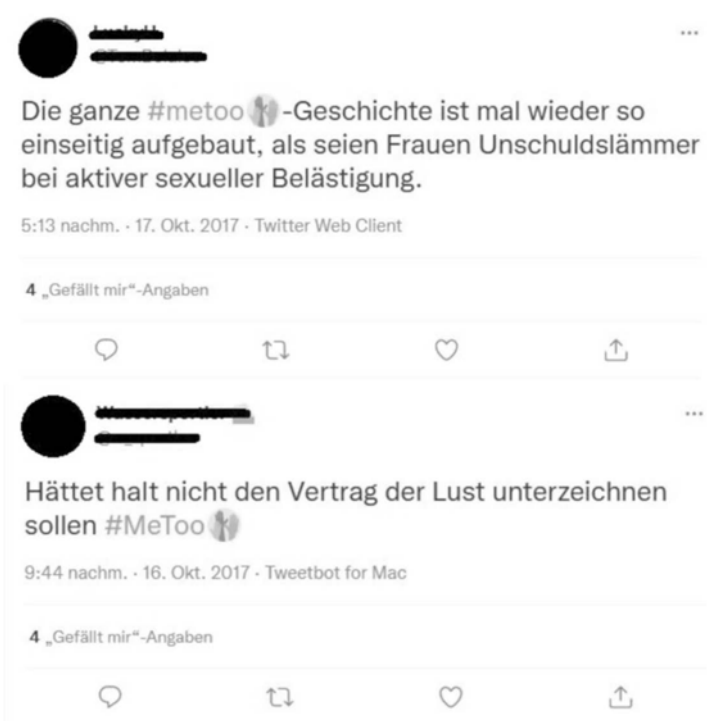 Die ganze #metoo -Geschichte ist mal wieder so
einseitig aufgebaut, als seien Frauen Unschuldslämmer
bei aktiver sexueller Belästigung.
5:13 nachm. · 17. Okt. 2017 · Twitter Web Client
4 „Gefällt mir“-Angaben
Hättet halt nicht den Vertrag der Lust unterzeichnen
sollen #MeToo
9:44 nachm. · 16. Okt. 2017 · Tweetbot for Mac
4 „Gefällt mir“-Angaben